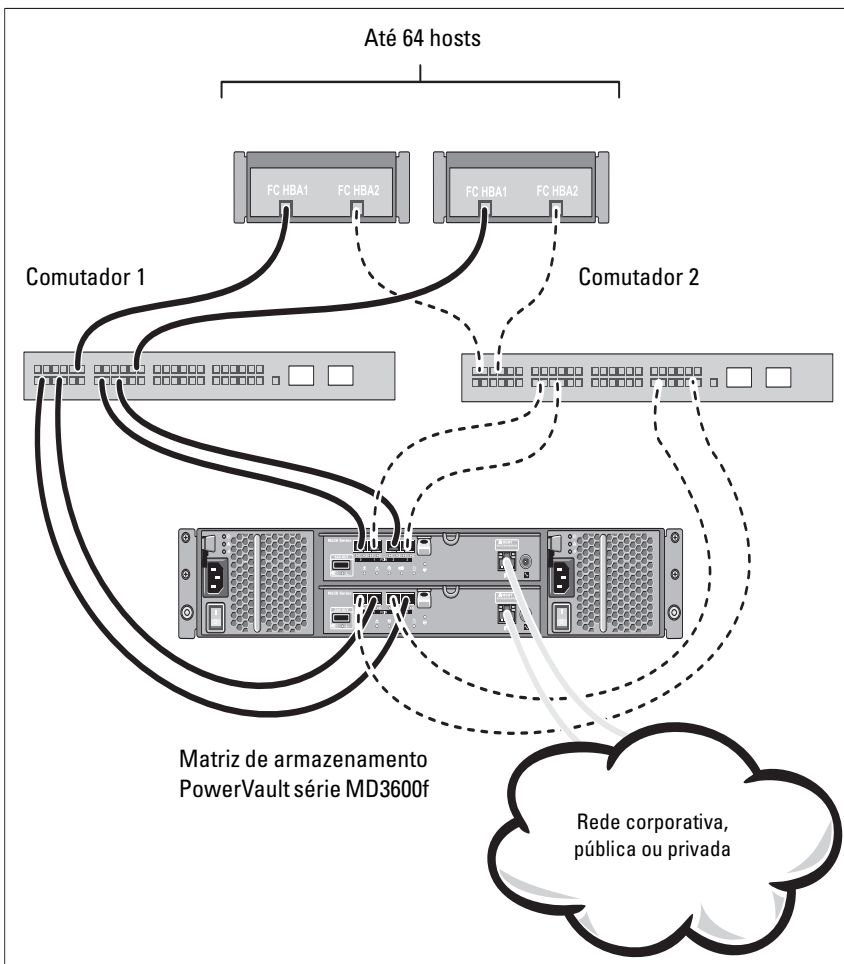 Até 64 hosts
FC HBA1
FC HBA2
FC HBA1
FC HBA2
Comutador 1
Comutador 2
Matriz de armazenamento
PowerVault série MD3600f
Rede corporativa,
pública ou privada